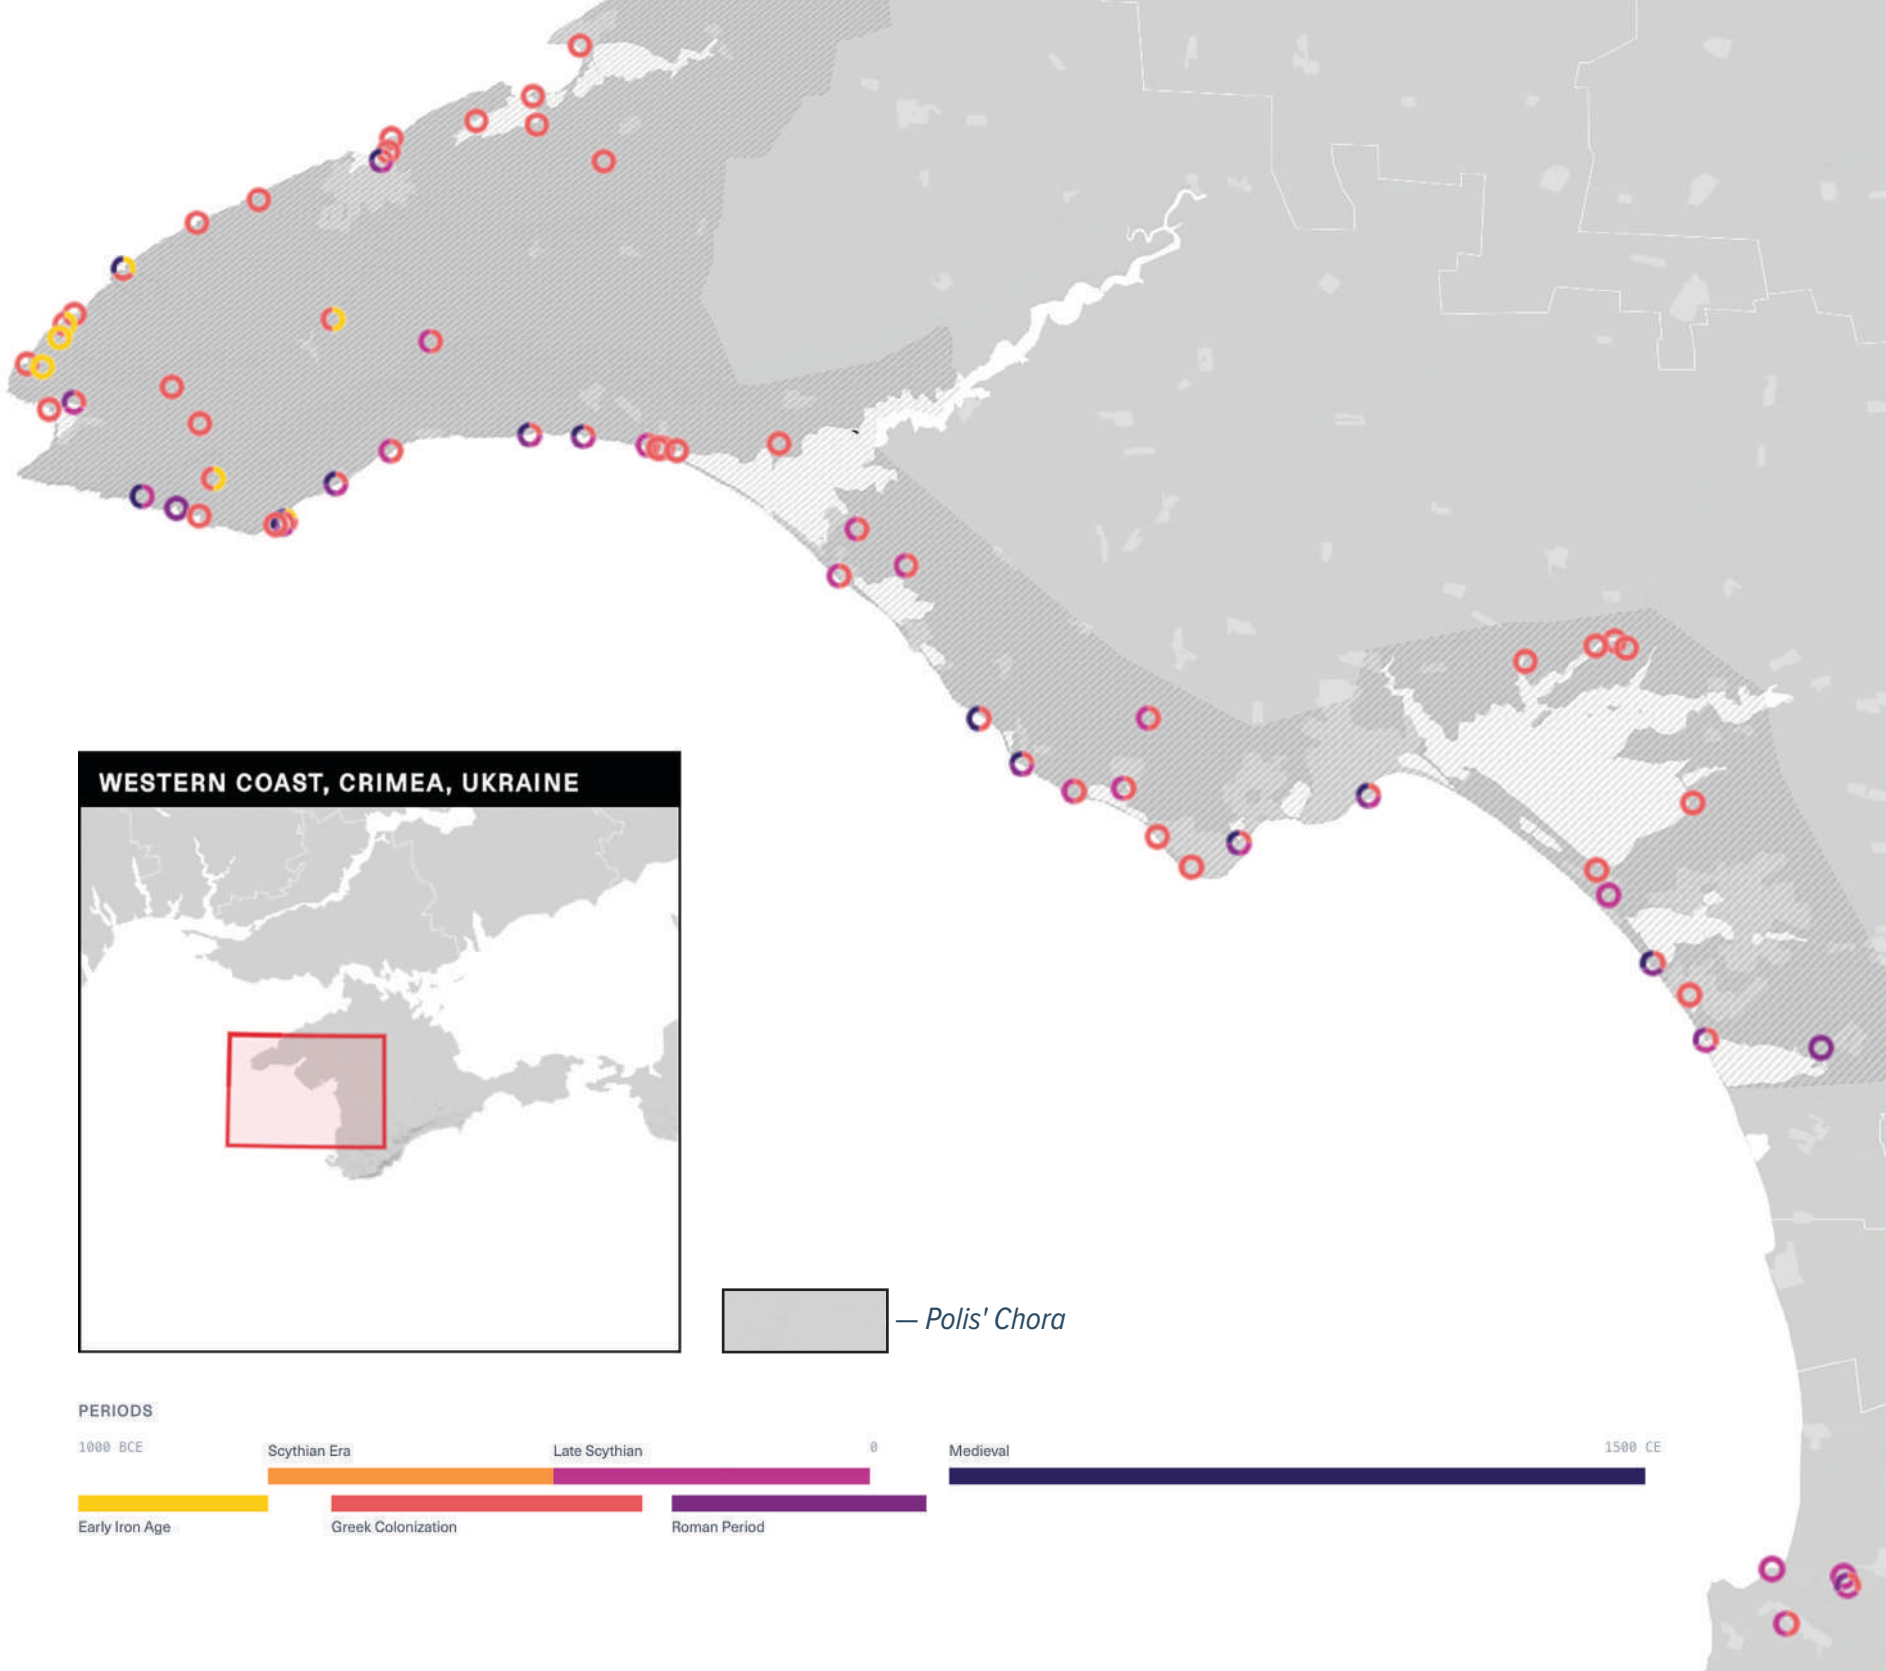 WESTERN COAST, CRIMEA, UKRAINE
— Polis' Chora
PERIODS
1000 BCE
Scythian Era
Late Scythian
0
Medieval
1500 CE
Early Iron Age
Greek Colonization
Roman Period